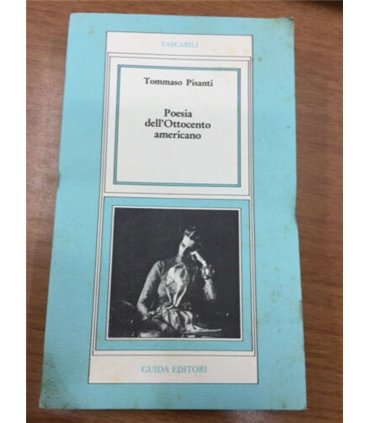 TASCABILI
Tommaso Pisanti
Poesia
dell'Ottocento
americano
GUIDA EDITORI